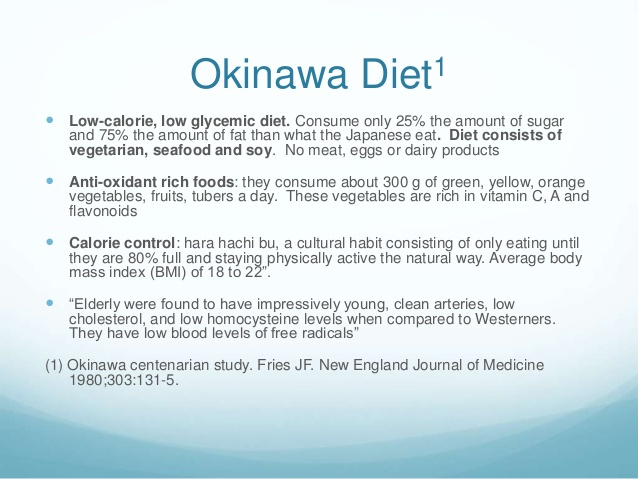 Okinawa Diet1
• Low-calorie, low glycemic diet. Consume only 25% the amount of sugar
and 75% the amount of fat than what the Japanese eat. Diet consists of
vegetarian, seafood and soy. No meat, eggs or dairy products
• Anti-oxidant rich foods: they consume about 300 g of green, yellow, orange
vegetables, fruits, tubers a day. These vegetables are rich in vitamin C, A and
flavonoids
• Calorie control: hara hachi bu, a cultural habit consisting of only eating until
they are 80% full and staying physically active the natural way. Average body
mass index (BMI) of 18 to 22”.
• “Elderly were found to have impressively young, clean arteries, low
cholesterol, and low homocysteine levels when compared to Westerners.
They have low blood levels of free radicals”
(1) Okinawa centenarian study. Fries JF. New England Journal of Medicine
1980;303:131-5.